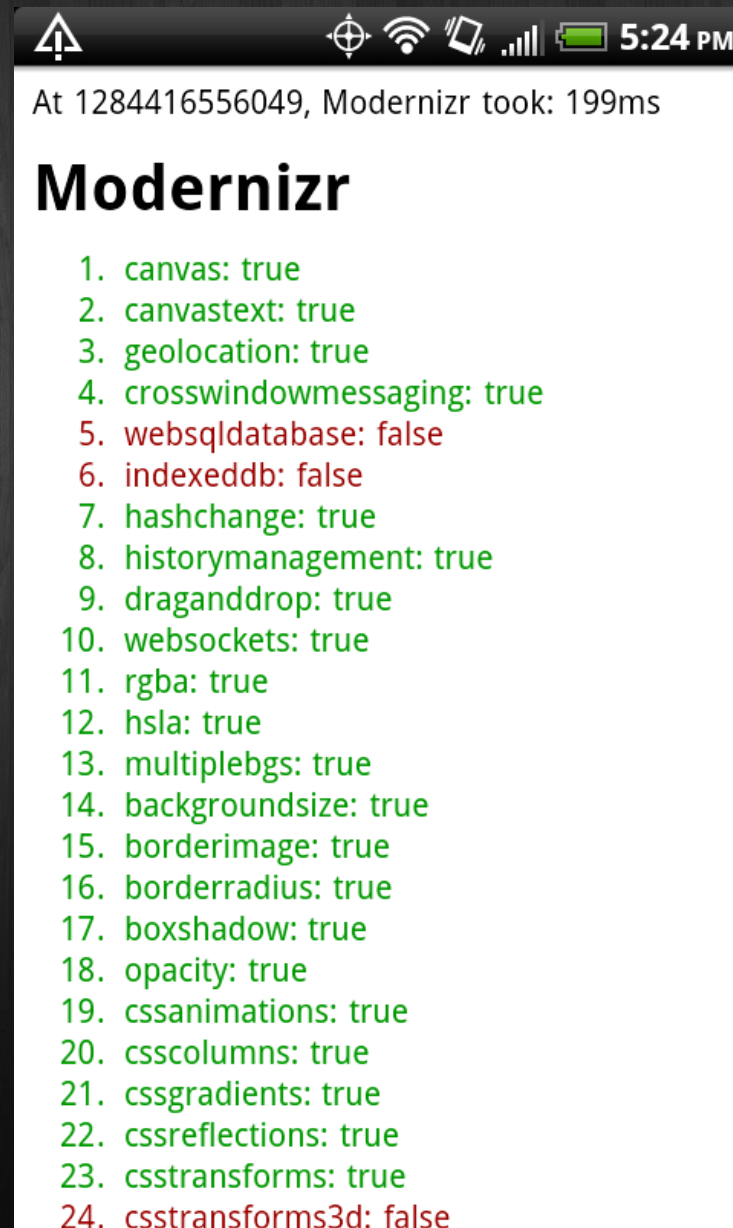 5:24 PM
At 1284416556049, Modernizr took: 199ms
Modernizr
1. canvas: true
2. canvastext: true
3. geolocation: true
4. crosswindowmessaging: true
5. websqldatabase: false
6. indexeddb: false
7. hashchange: true
8. historymanagement: true
9. draganddrop: true
10. websockets: true
11. rgba: true
12. hsla: true
13. multiplebgs: true
14. backgroundsize: true
15. borderimage: true
16. borderradius: true
17. boxshadow: true
18. opacity: true
19. cssanimations: true
20. csscolumns: true
21. cssgradients: true
22. cssreflections: true
23. csstransforms: true
24. csstransforms3d: false